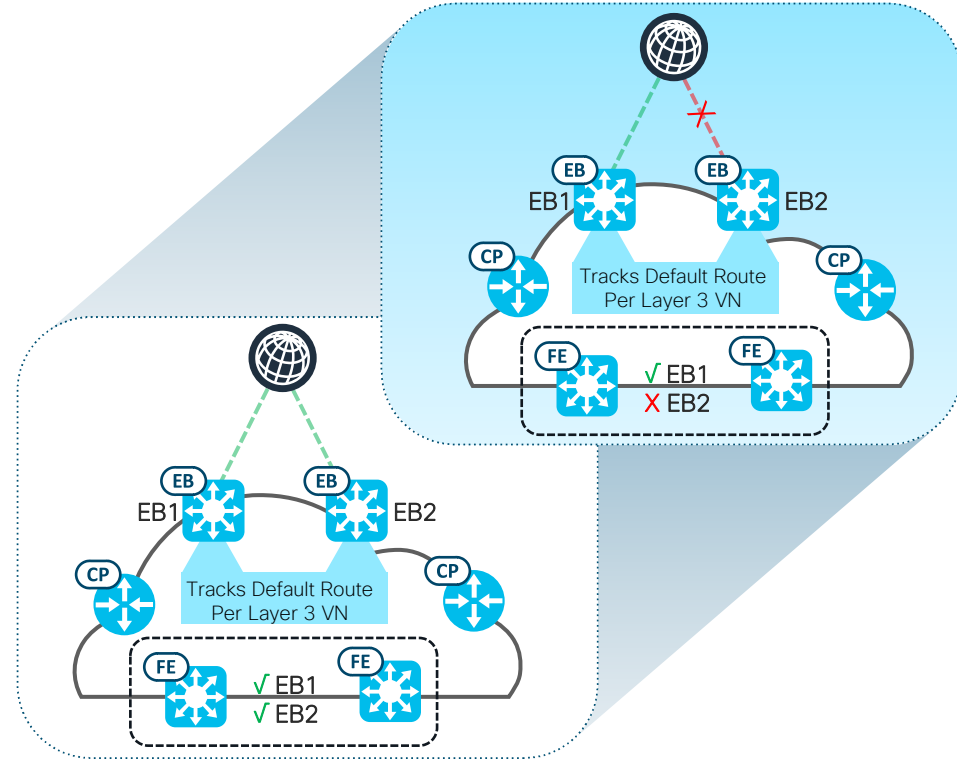 EB
EB
EB1
EB2
CP
CP
Tracks Default Route
Per Layer 3 VN
FE
FE
√ EB1
X EB2
EB
EB
EB1
EB2
CP
CP
Tracks Default Route
Per Layer 3 VN
FE
FE
√ EB1
√ EB2